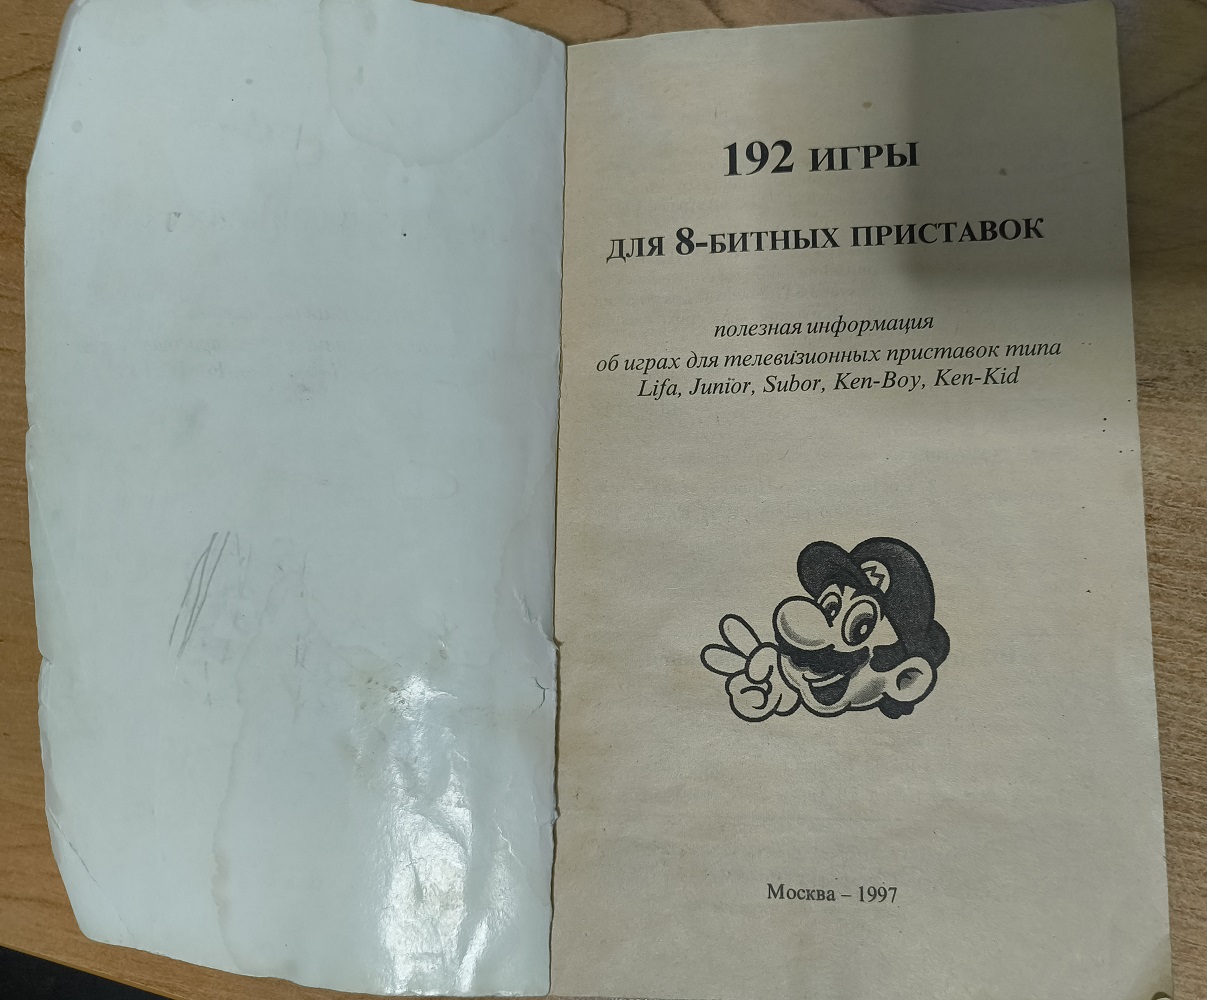 192 ИГРЫ
ДЛЯ 8-БИТНЫХ ПРИСТАВОК
полезная информация
об играх для телевизионных приставок типа
Lifa, Junior, Subor, Ken-Boy, Ken-Kid
M
Москва – 1997